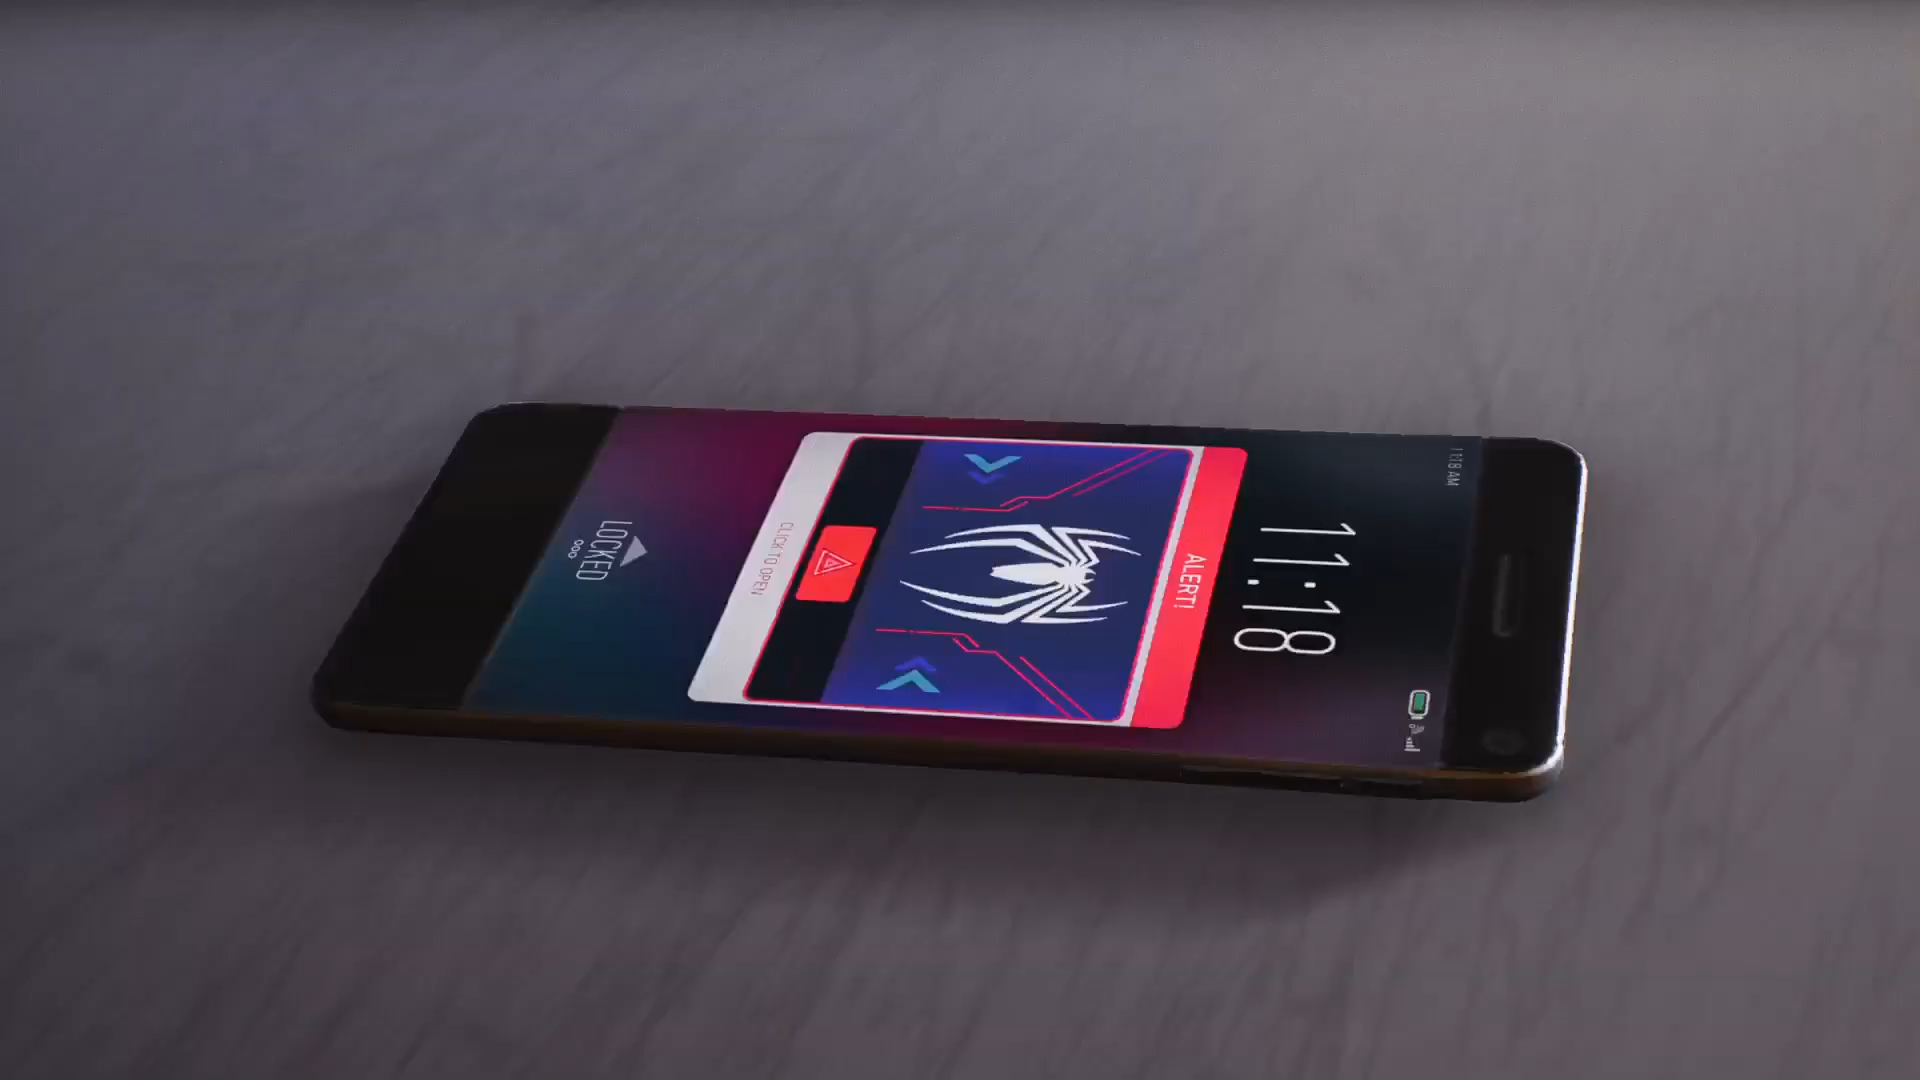 11:18 AM
11:18
ALERT!
CLICK TO OPEN
LOCKED